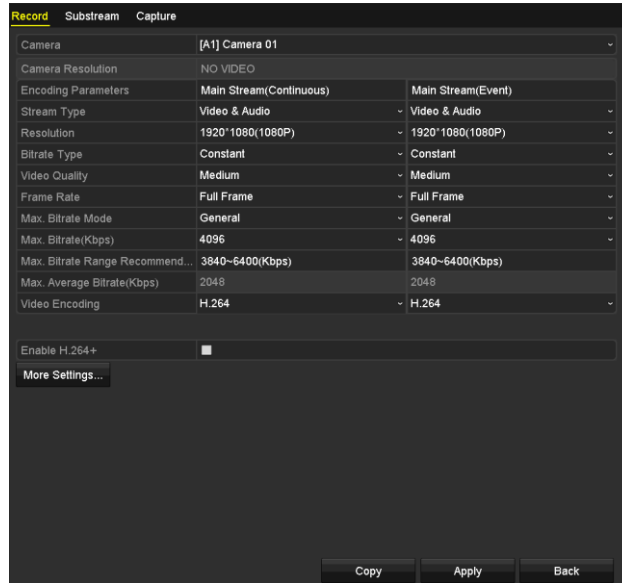 Record Substream Capture
Camera [A1] Camera 01
Camera Resolution NO VIDEO
Encoding Parameters Main Stream(Continuous) Main Stream(Event)
Stream Type Video & Audio Video & Audio
Resolution 1920*1080(1080P) 1920*1080(1080P)
Bitrate Type Constant Constant
Video Quality Medium Medium
Frame Rate Full Frame Full Frame
Max. Bitrate Mode General General
Max. Bitrate(Kbps) 4096 4096
Max. Bitrate Range Recommend... 3840~6400(Kbps) 3840~6400(Kbps)
Max. Average Bitrate(Kbps) 2048 2048
Video Encoding H.264 H.264
Enable H.264+
More Settings...
Copy Apply Back